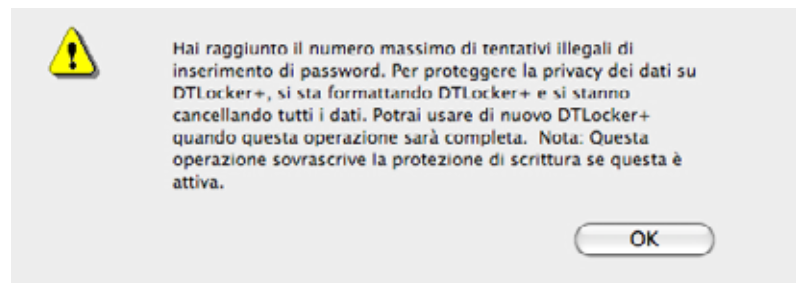 Hai raggiunto il numero massimo di tentativi illegali di
inserimento di password. Per proteggere la privacy dei dati su
DTLocker+, si sta formattando DTLocker+ e si stanno
cancellando tutti i dati. Potrai usare di nuovo DTLocker+
quando questa operazione sarà completa.  Nota: Questa
operazione sovrascrive la protezione di scrittura se questa è
attiva.
OK